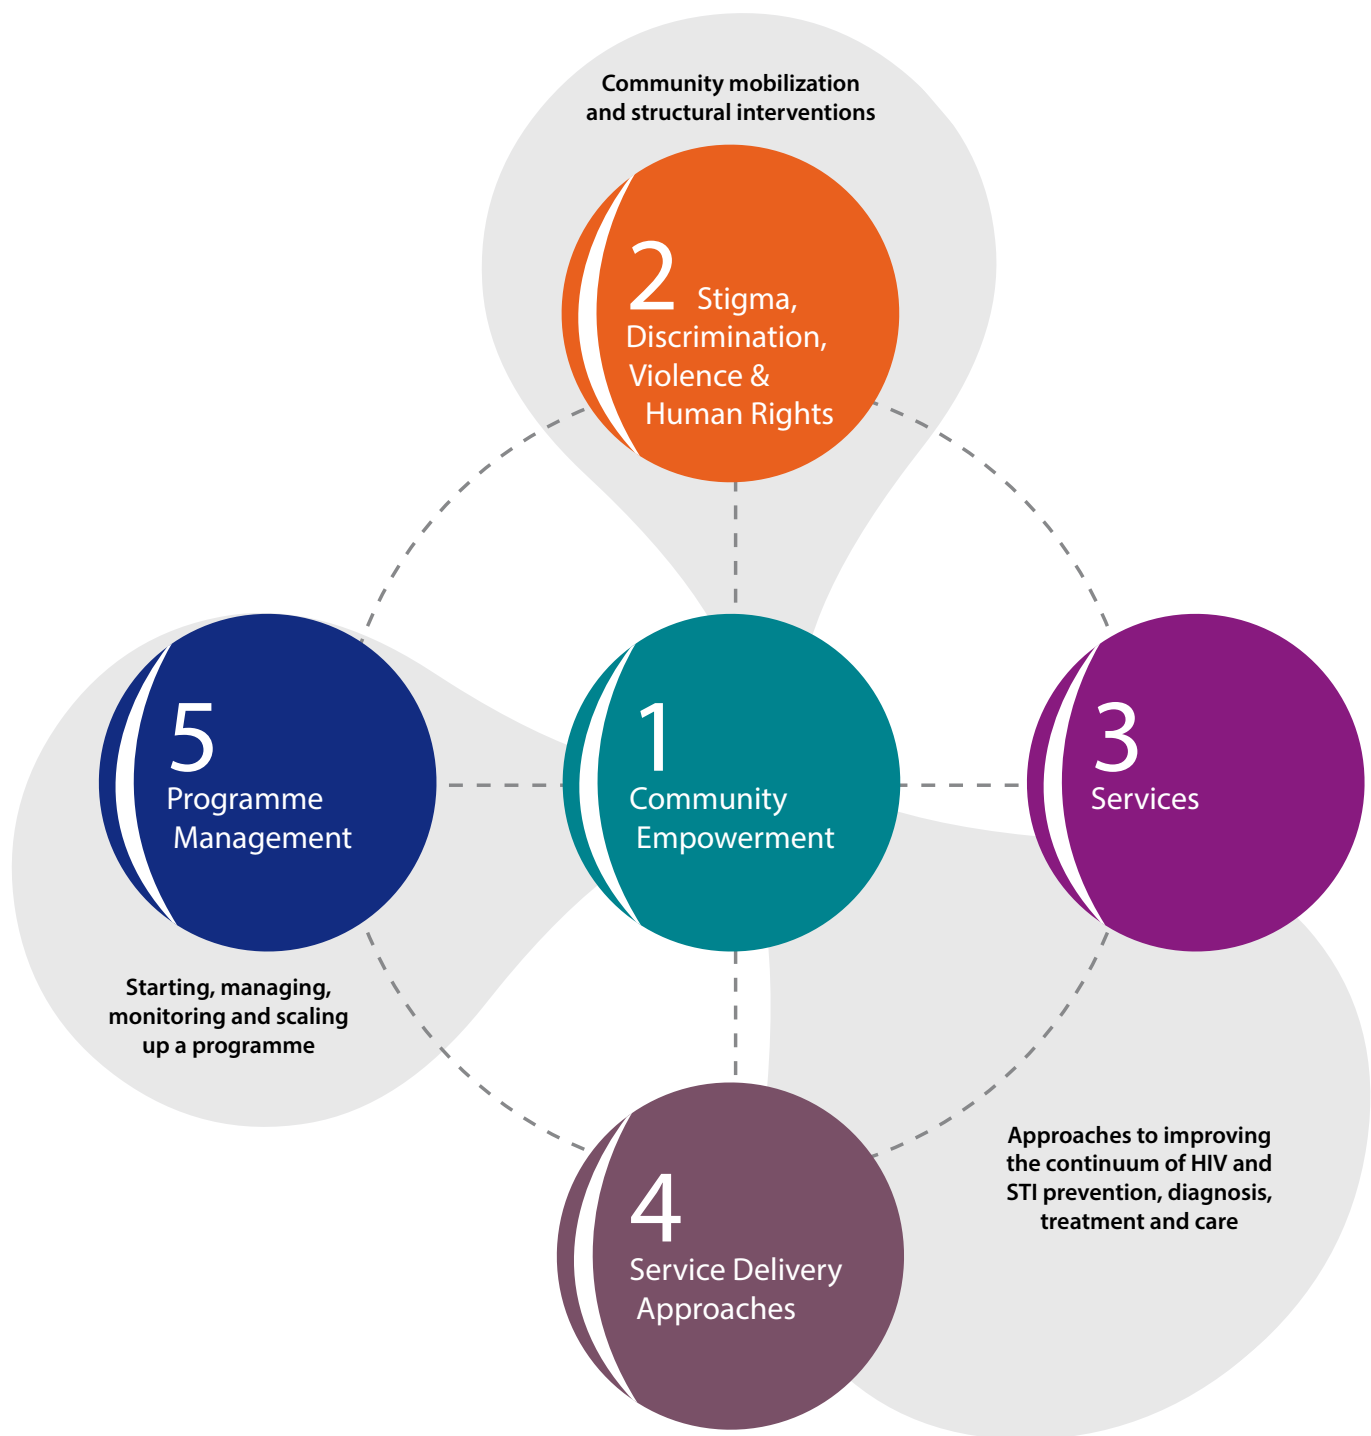 Community mobilization
and structural interventions
2 Stigma,
Discrimination,
Violence &
Human Rights
5
Programme
Management
1
Community
Empowerment
3
Services
Starting, managing,
monitoring and scaling
up a programme
4
Service Delivery
Approaches
Approaches to improving
the continuum of HIV and
STI prevention, diagnosis,
treatment and care